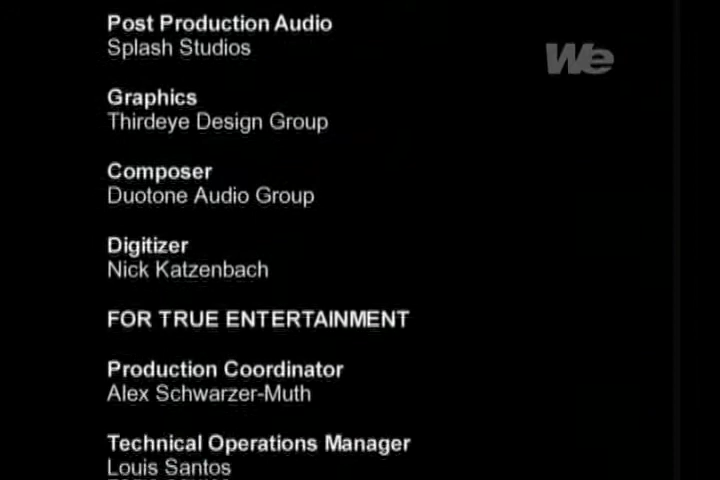 Post Production Audio
Splash Studios
We
Graphics
Thirdeye Design Group
Composer
Duotone Audio Group
Digitizer
Nick Katzenbach
FOR TRUE ENTERTAINMENT
Production Coordinator
Alex Schwarzer-Muth
Technical Operations Manager
Louis Santos